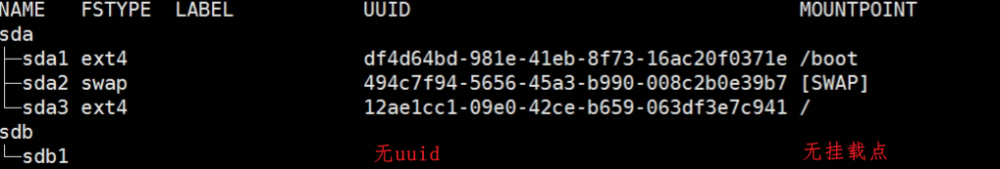 NAME FSTYPE LABEL UUID MOUNTPOINT
sda
├─sda1 ext4 df4d64bd-981e-41eb-8f73-16ac20f0371e /boot
├─sda2 swap 494c7f94-5656-45a3-b990-008c2b0e39b7 [SWAP]
└─sda3 ext4 12ae1cc1-09e0-42ce-b659-063df3e7c941 /
sdb
└─sdb1 无uuid 无挂载点